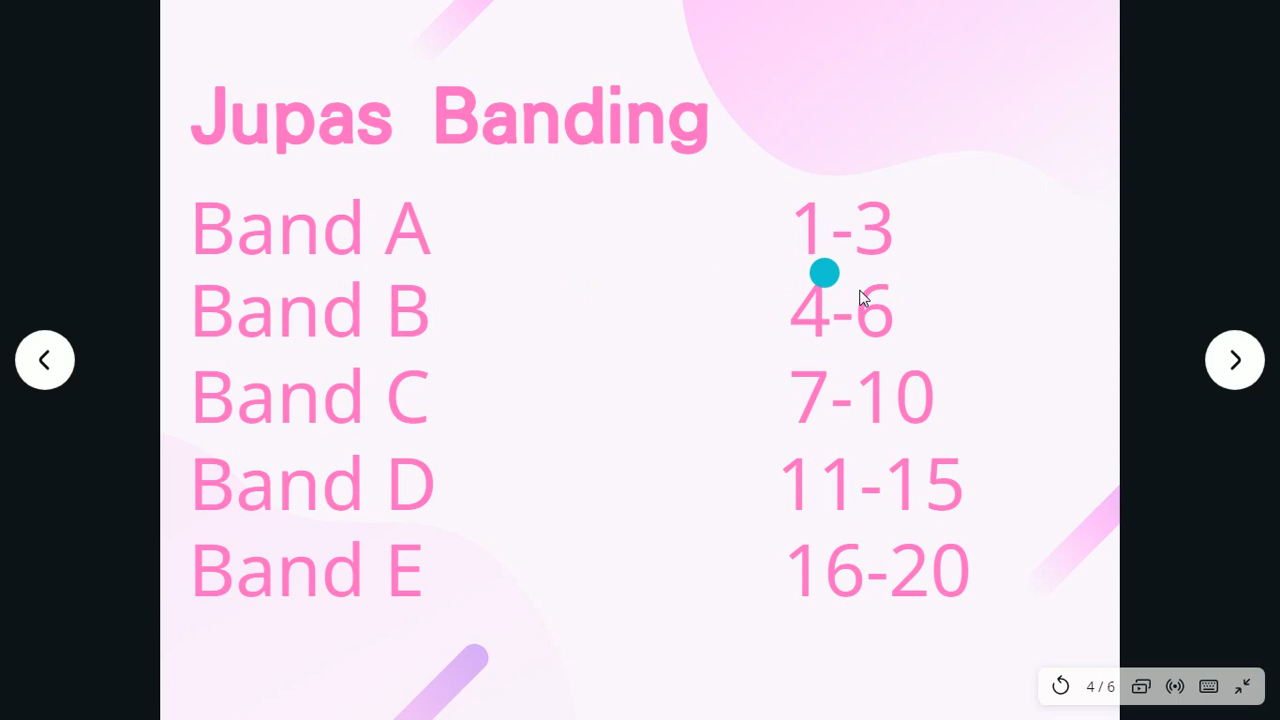 Jupas Banding
Band A 1-3
Band B 4-6
Band C 7-10
Band D 11-15
Band E 16-20
4 / 6